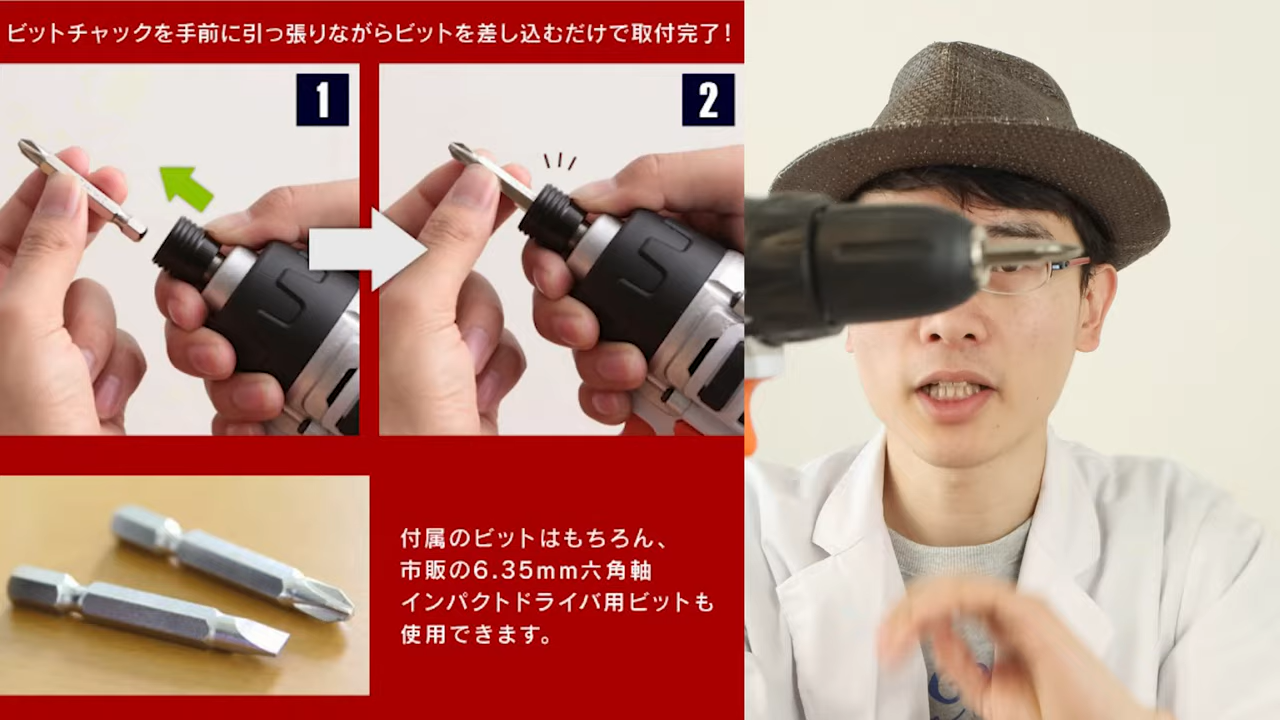 ビットチャックを手前に引っ張りながらビットを差し込むだけで取付完了!
1
2
付属のビットはもちろん、
市販の6.35mm六角軸
インパクトドライバ用ビットも
使用できます。